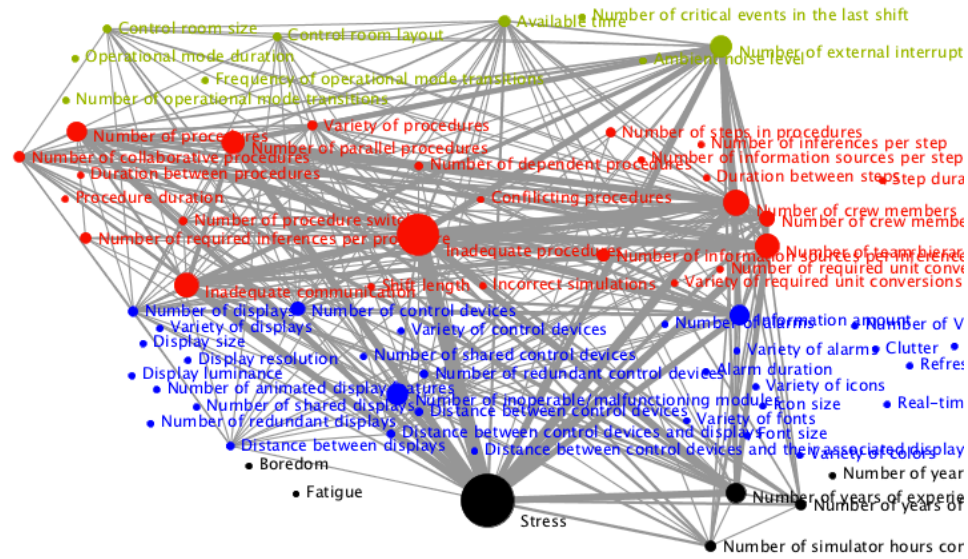 Control room size
Control room layout
Available time
Number of critical events in the last shift
Operational mode duration
Ambient noise level
Number of external interrupt
Frequency of operational mode transitions
Number of operational mode transitions
Number of procedures
Variety of procedures
Number of parallel procedures
Number of steps in procedures
Number of inferences per step
Number of collaborative procedures
Number of dependent procedures
Number of information sources per step
Duration between procedures
Duration between steps
Step dura
Procedure duration
Confilicting procedures
Number of crew members
Number of procedure switc
Number of crew membe
Number of required inferences per procedure
Inadequate procedures
Number of team hierar
Number of information sources per inference
Number of required unit conve
Inadequate communication
Shift length
Incorrect simulations
Variety of required unit conversions
Number of displays
Number of control devices
Variety of displays
Variety of control devices
Number of alarms
Information amount
Number of V
Display size
Display resolution
Number of shared control devices
Variety of alarms
Clutter
Refres
Display luminance
Number of redundant control devices
Alarm duration
Number of animated display features
Variety of icons
Number of inoperable/malfunctioning modules
Number of shared displays
Distance between control devices
Icon size
Real-tim
Number of redundant displays
Variety of fonts
Distance between control devices and displays
Font size
Distance between displays
Distance between control devices and their associated display
Variety of colors
Boredom
Number of year
Fatigue
Number of years of experie
Number of years of
Stress
Number of simulator hours con